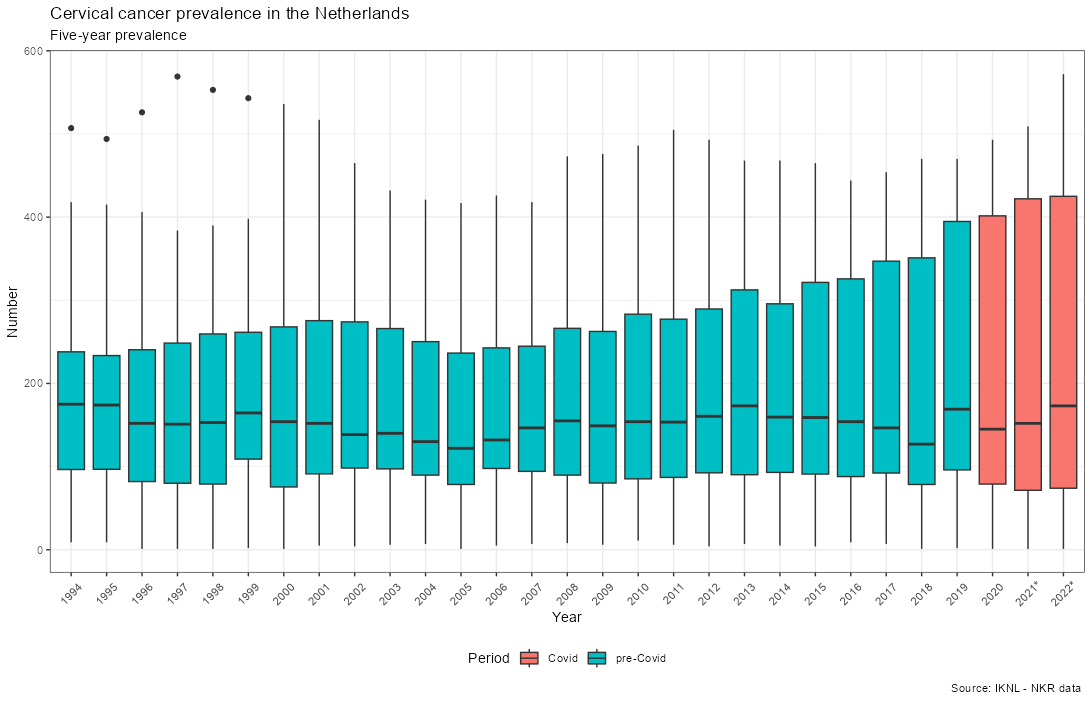 Cervical cancer prevalence in the Netherlands
Five-year prevalence
Number
600
400
200
0
1994 1995 1996 1997 1998 1999 2000 2001 2002 2003 2004 2005 2006 2007 2008 2009 2010 2011 2012 2013 2014 2015 2016 2017 2018 2019 2020 2021* 2022*
Year
Period Covid pre-Covid
Source: IKNL - NKR data